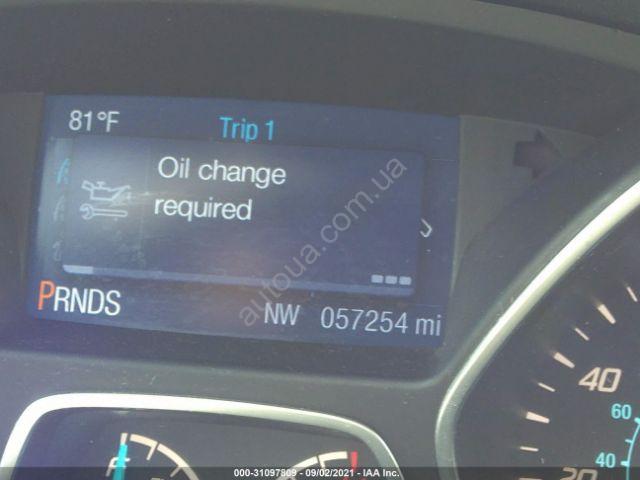 81°F
Trip 1
Oil change
required
PRNDS
NW 057254 mi
40
60
40
20
F
autoua.com.ua
000-31097809 - 09/02/2021 - IAA Inc.